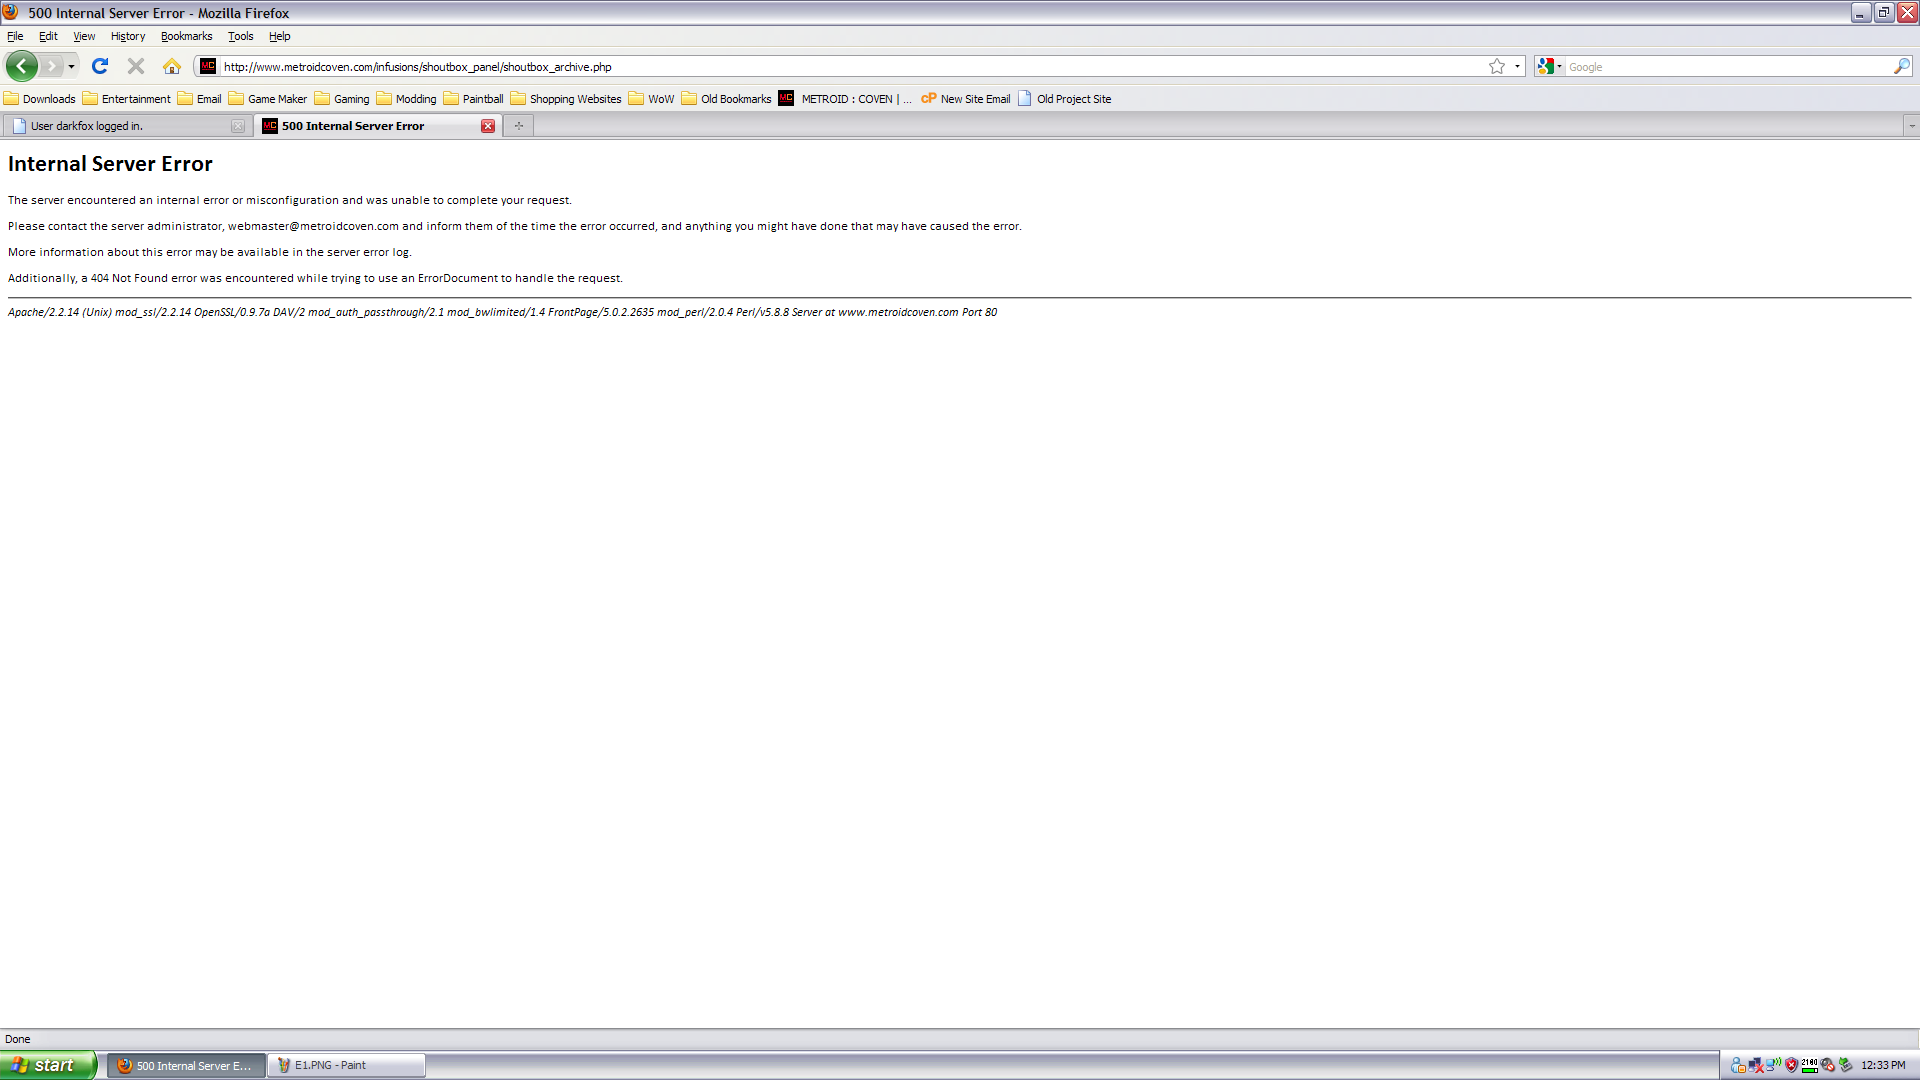 500 Internal Server Error - Mozilla Firefox
File Edit View History Bookmarks Tools Help
MC http://www.metroidcoven.com/infusions/shoutbox_panel/shoutbox_archive.php Google
Downloads Entertainment Email Game Maker Gaming Modding Paintball Shopping Websites WoW Old Bookmarks MC METROID : COVEN | ... cP New Site Email Old Project Site
User darkfox logged in. MC 500 Internal Server Error
Internal Server Error
The server encountered an internal error or misconfiguration and was unable to complete your request.
Please contact the server administrator, webmaster@metroidcoven.com and inform them of the time the error occurred, and anything you might have done that may have caused the error.
More information about this error may be available in the server error log.
Additionally, a 404 Not Found error was encountered while trying to use an ErrorDocument to handle the request.
Apache/2.2.14 (Unix) mod_ssl/2.2.14 OpenSSL/0.9.7a DAV/2 mod_auth_passthrough/2.1 mod_bwlimited/1.4 FrontPage/5.0.2.2635 mod_perl/2.0.4 Perl/v5.8.8 Server at www.metroidcoven.com Port 80
Done
start 500 Internal Server E... E1.PNG - Paint 12:33 PM